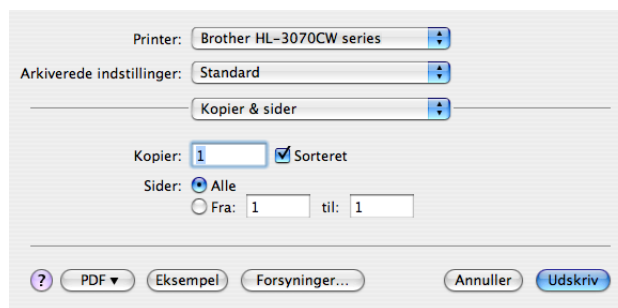 Printer: Brother HL-3070CW series
Arkiverede indstillinger: Standard
Kopier & sider
Kopier: 1 Sorteret
Sider: Alle
Fra: 1 til: 1
? PDF ▼ Eksempel Forsyninger... Annuller Udskriv